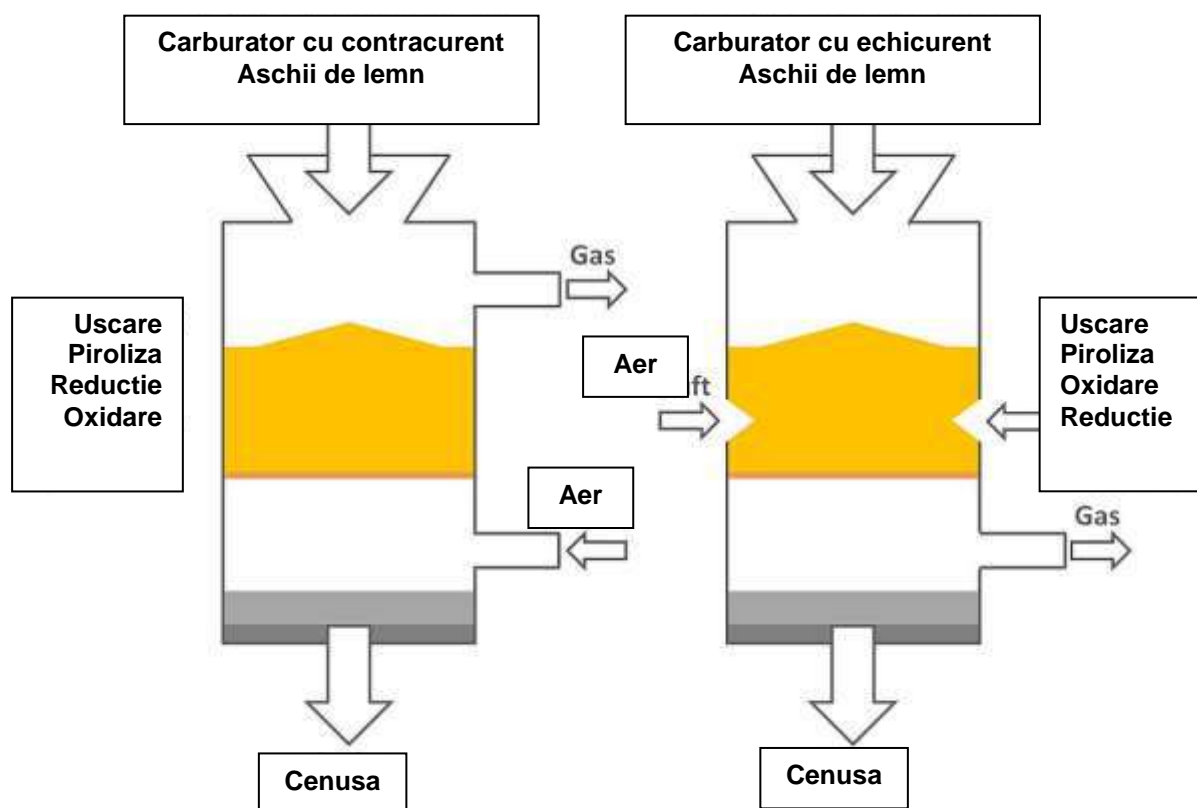 Carburator cu contracurent
Aschii de lemn
Carburator cu echicurent
Aschii de lemn
Gas
Uscare
Piroliza
Reductie
Oxidare
Aer
ft
Uscare
Piroliza
Oxidare
Reductie
Aer
Gas
Cenusa
Cenusa